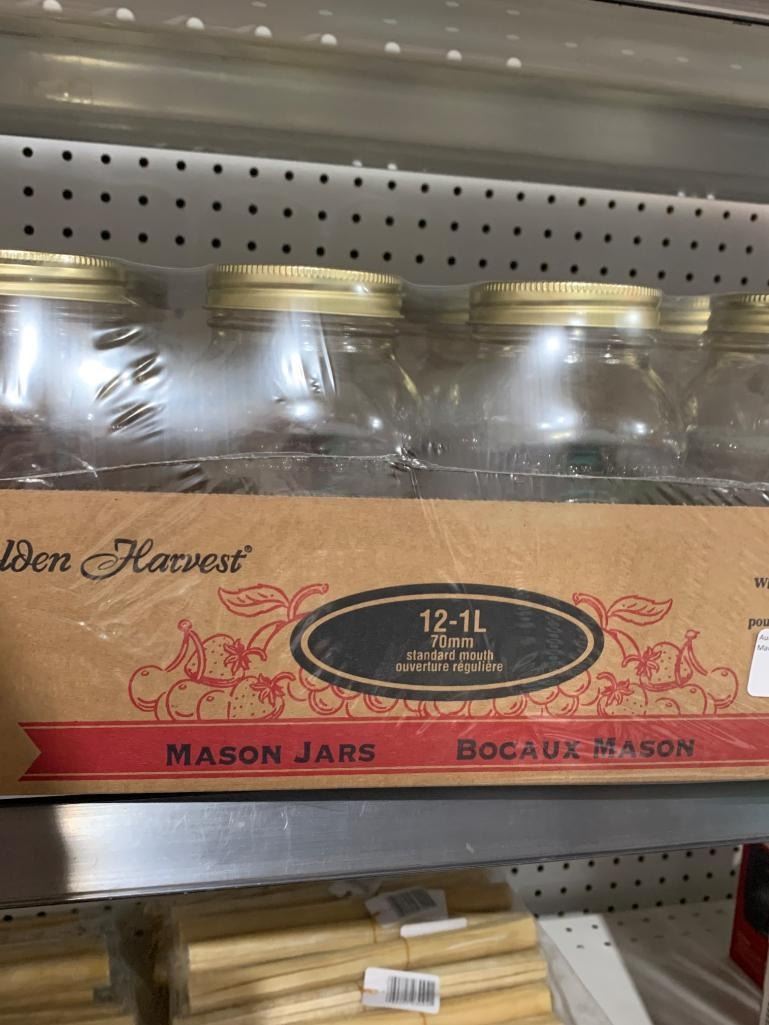 lden Harvest®
12-1L
70mm
standard mouth
ouverture régulière
MASON JARS BOCAUX MASON